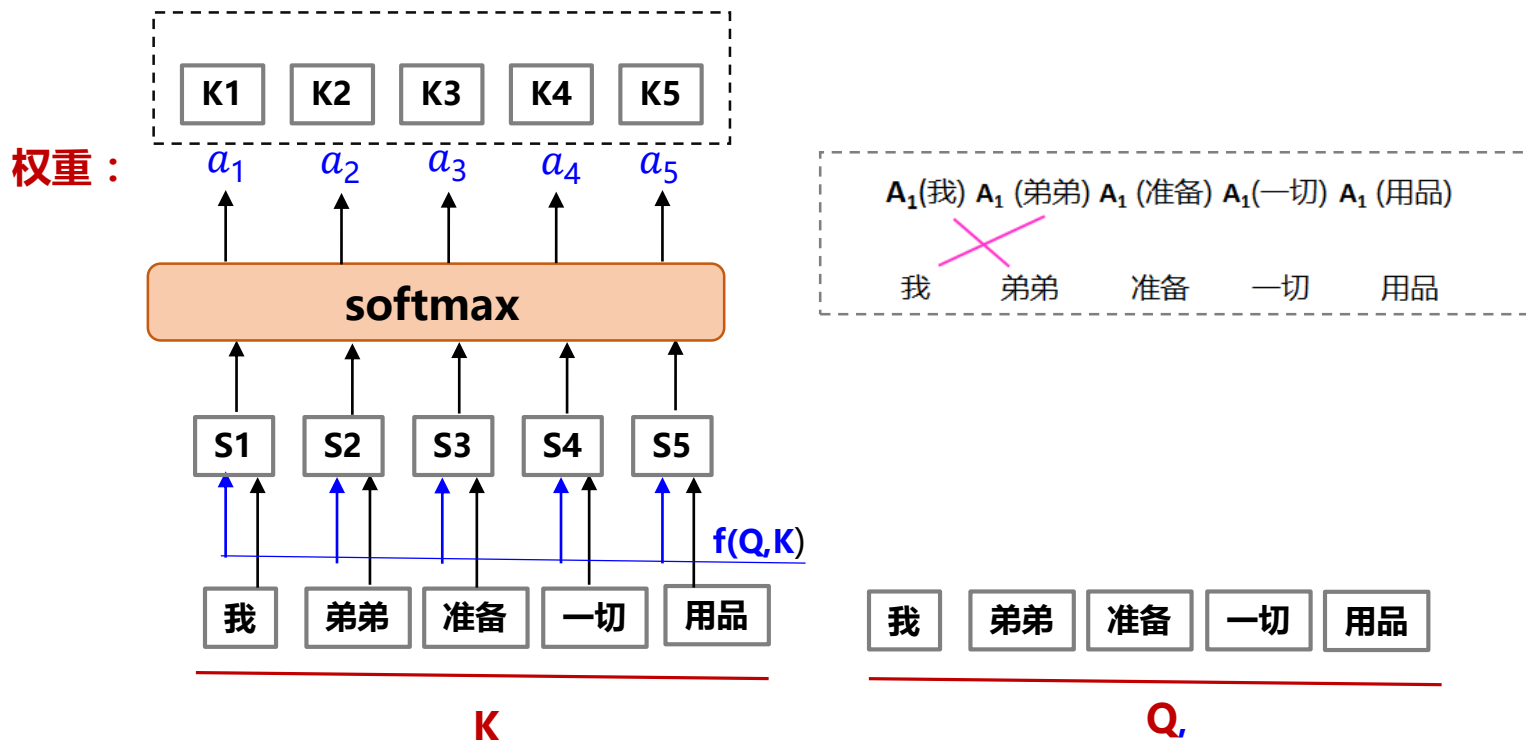 K1 K2 K3 K4 K5
权重： a1 a2 a3 a4 a5
A1(我) A1 (弟弟) A1 (准备) A1(一切) A1 (用品)
我 弟弟 准备 一切 用品
softmax
S1 S2 S3 S4 S5
f(Q,K)
我 弟弟 准备 一切 用品
我 弟弟 准备 一切 用品
K
Q,